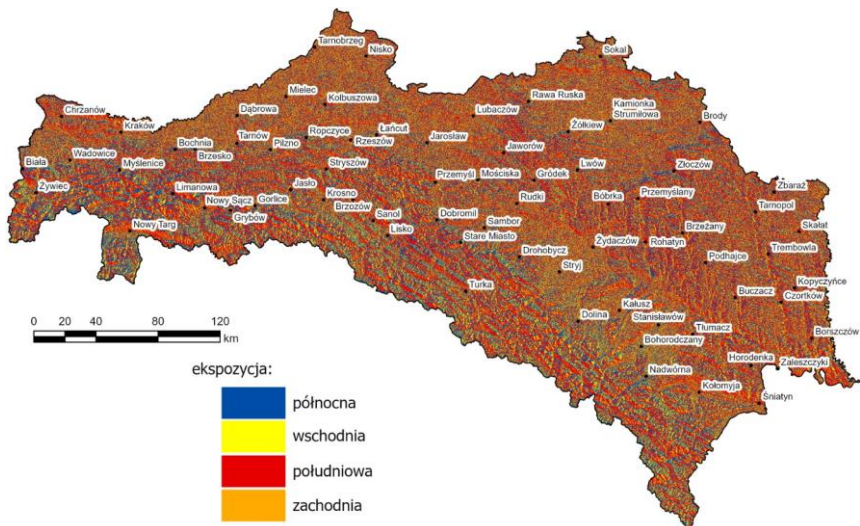 Tarnobrzeg
Nisko
Sokal
Mielec
Kolbuszowa
Rawa Ruska
Lubaczów
Kamionka
Strumiłowa
Chrzanów
Dąbrowa
Brody
Kraków
Żółkiew
Łańcut
Ropczyce
Rzeszów
Tarnów
Pilzno
Jarosław
Bochnia
Brzesko
Jaworów
Biała
Wadowice
Myślenice
Stryszów
Lwów
Złoczów
Gródek
Mościska
Przemyśl
Żywiec
Limanowa
Jasło
Krosno
Zbaraż
Nowy Sącz
Gorlice
Brzozów
Rudki
Bóbrka
Przemyślany
Tarnopol
Grybów
Nowy Targ
Sanol
Dobromil
Sambor
Lisko
Stare Miasto
Brzeżany
Skałat
Drohobycz
Żydaczów
Rohatyn
Trembowla
Podhajce
Stryj
Turka
Kopyczyńce
Buczacz
Czortków
Kałusz
Dolina
Stanisławów
Tłumacz
Bohorodczany
Borszczów
Horodenka
Zaleszczyki
Nadwórna
Kołomyja
Śniatyn
0 20 40 80 120
km
ekspozycja:
północna
wschodnia
południowa
zachodnia